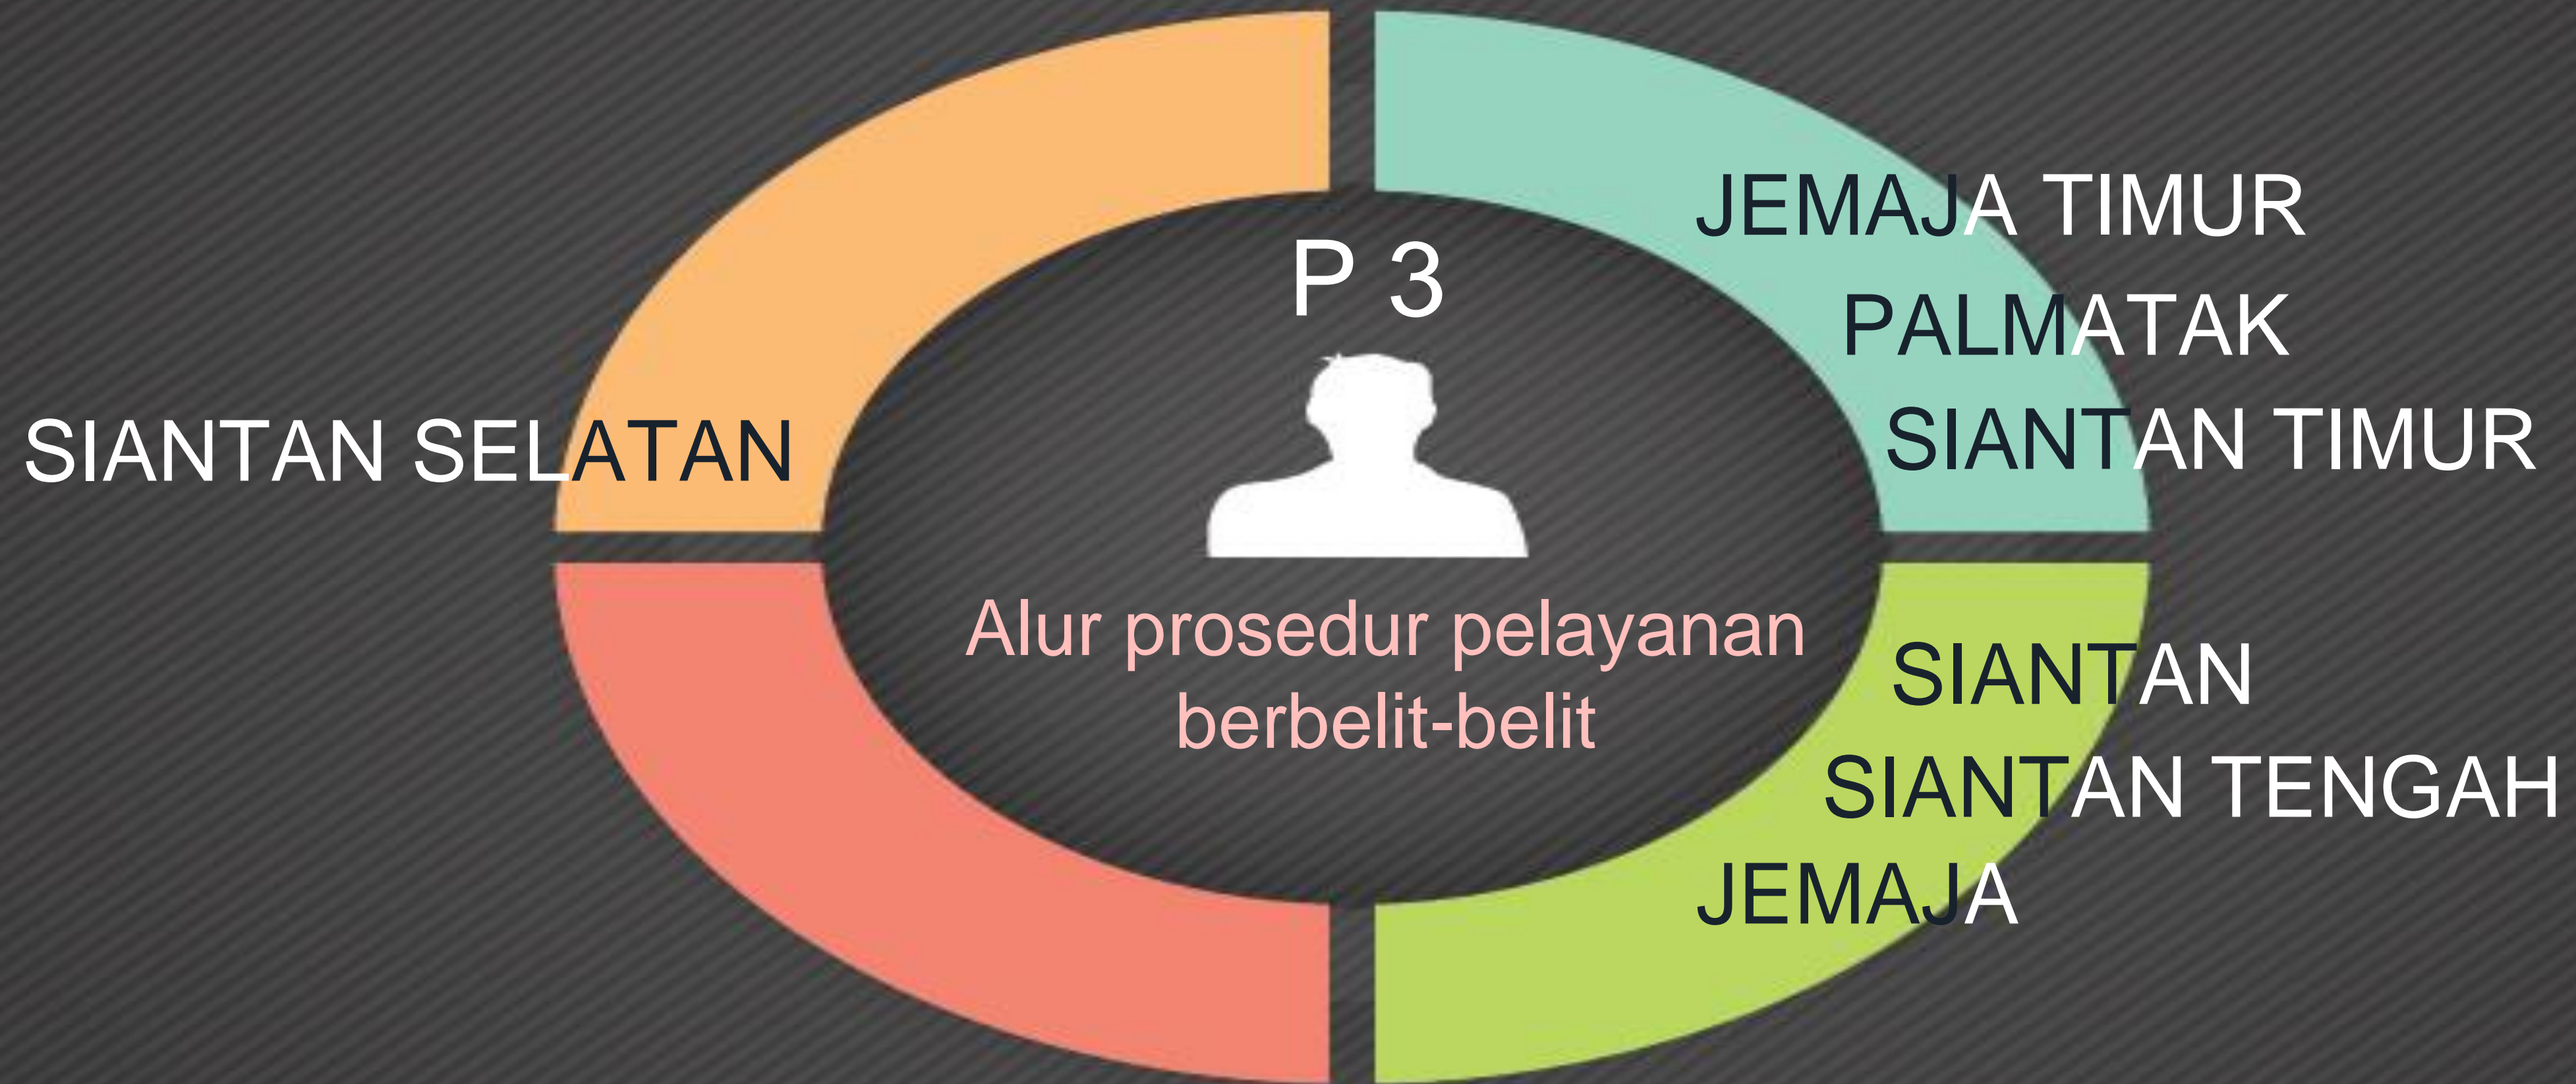 P 3
Alur prosedur pelayanan
berbelit-belit
SIANTAN SELATAN
JEMAJA TIMUR
PALMATAK
SIANTAN TIMUR
SIANTAN
SIANTAN TENGAH
JEMAJA